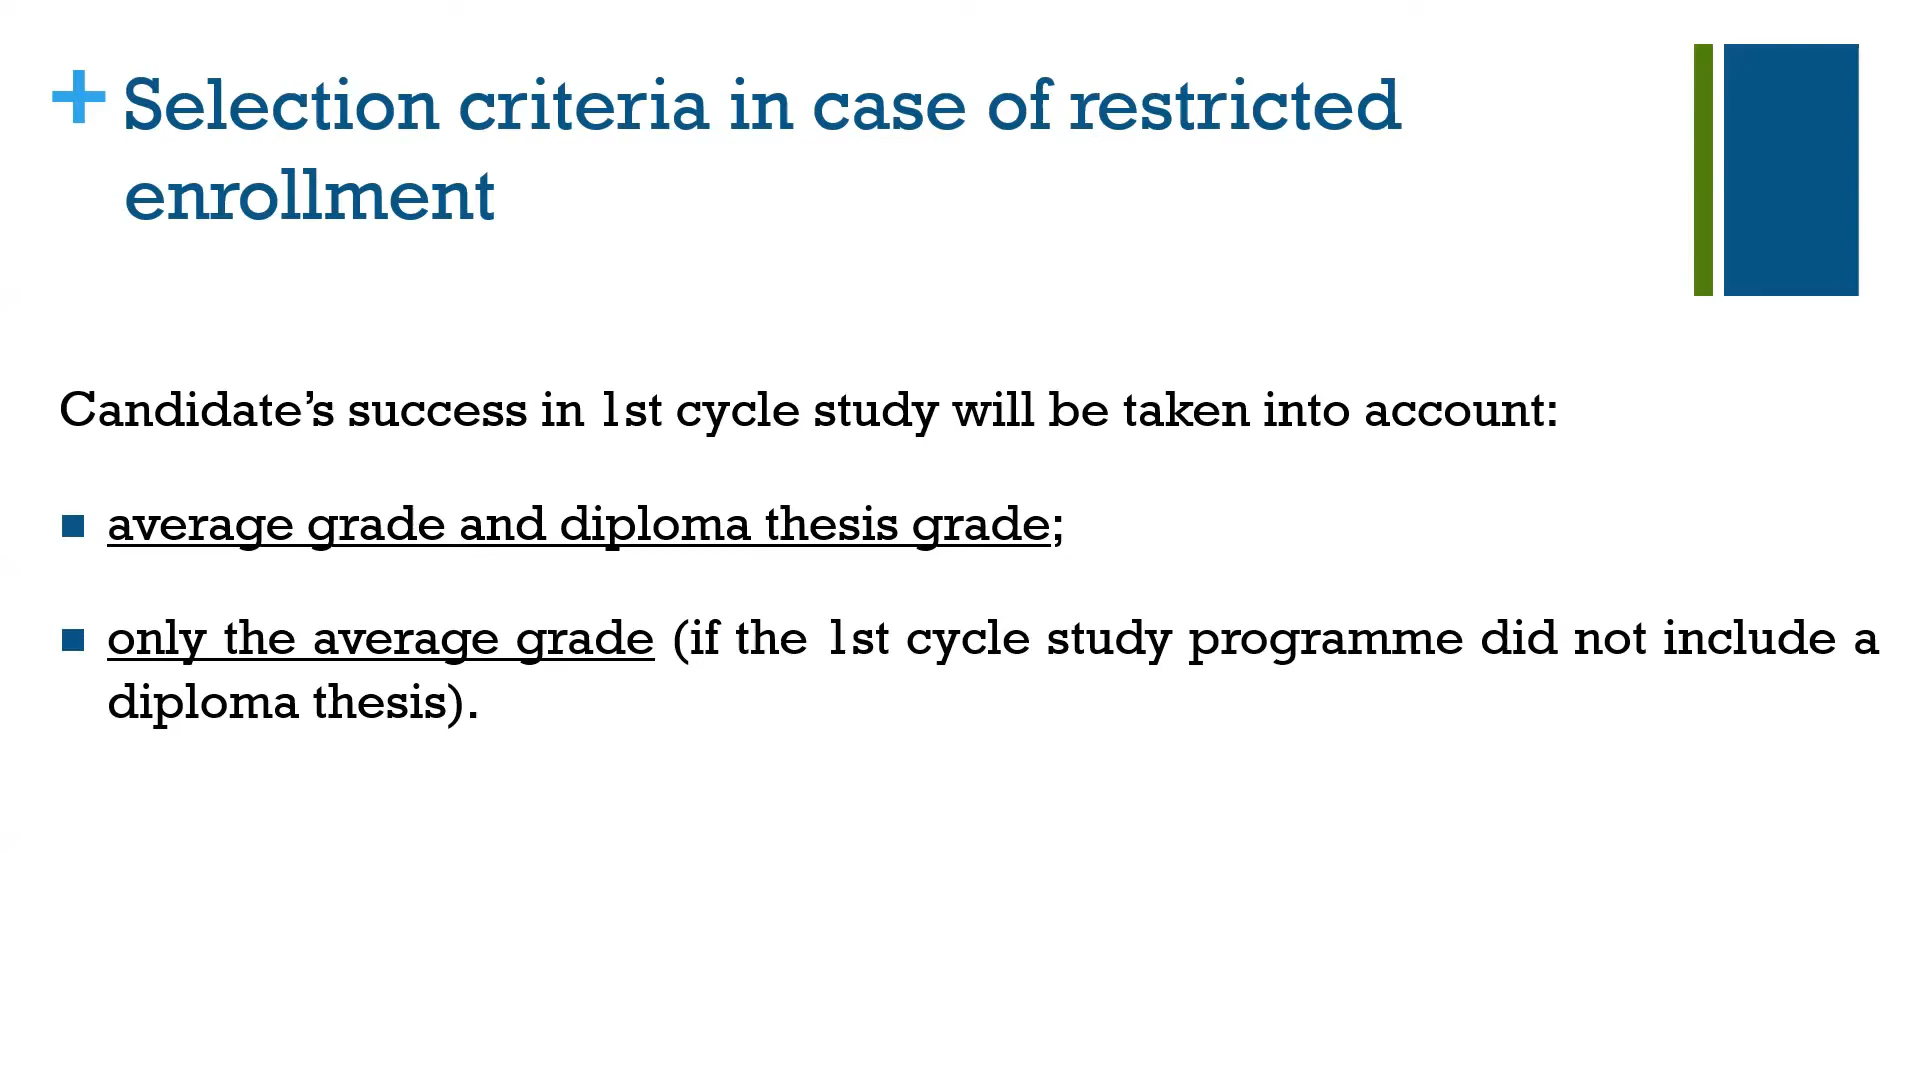 + Selection criteria in case of restricted
enrollment
Candidate’s success in 1st cycle study will be taken into account:
■ average grade and diploma thesis grade;
■ only the average grade (if the 1st cycle study programme did not include a
diploma thesis).